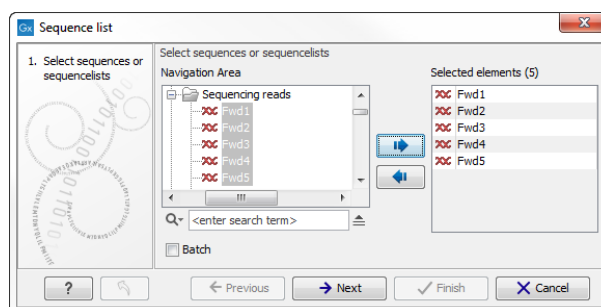 Gx Sequence list
1. Select sequences or
sequencelists
Select sequences or sequencelists
Navigation Area
Sequencing reads
Fwd1
Fwd2
Fwd3
Fwd4
Fwd5
<enter search term>
Batch
Selected elements (5)
Fwd1
Fwd2
Fwd3
Fwd4
Fwd5
?
Previous
Next
Finish
Cancel